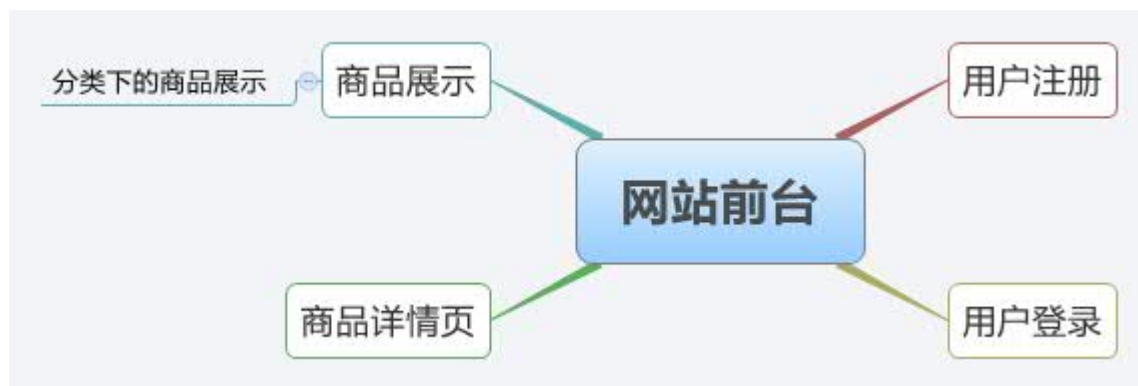 分类下的商品展示
商品展示
用户注册
网站前台
商品详情页
用户登录